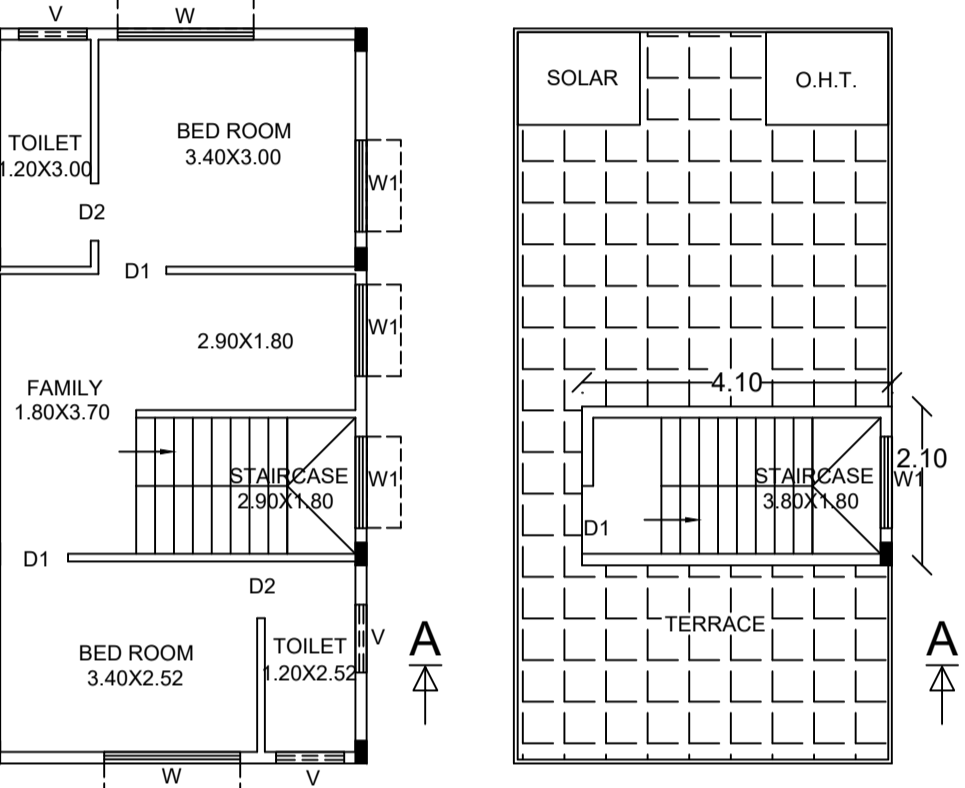 V
W
TOILET
1.20X3.00
BED ROOM
3.40X3.00
W1
D2
D1
2.90X1.80
W1
FAMILY
1.80X3.70
STAIRCASE
2.90X1.80
W1
D1
D2
BED ROOM
3.40X2.52
TOILET
1.20X2.52
V
A
W
V
SOLAR
O.H.T.
4.10
2.10
STAIRCASE
3.80X1.80
W1
D1
TERRACE
A